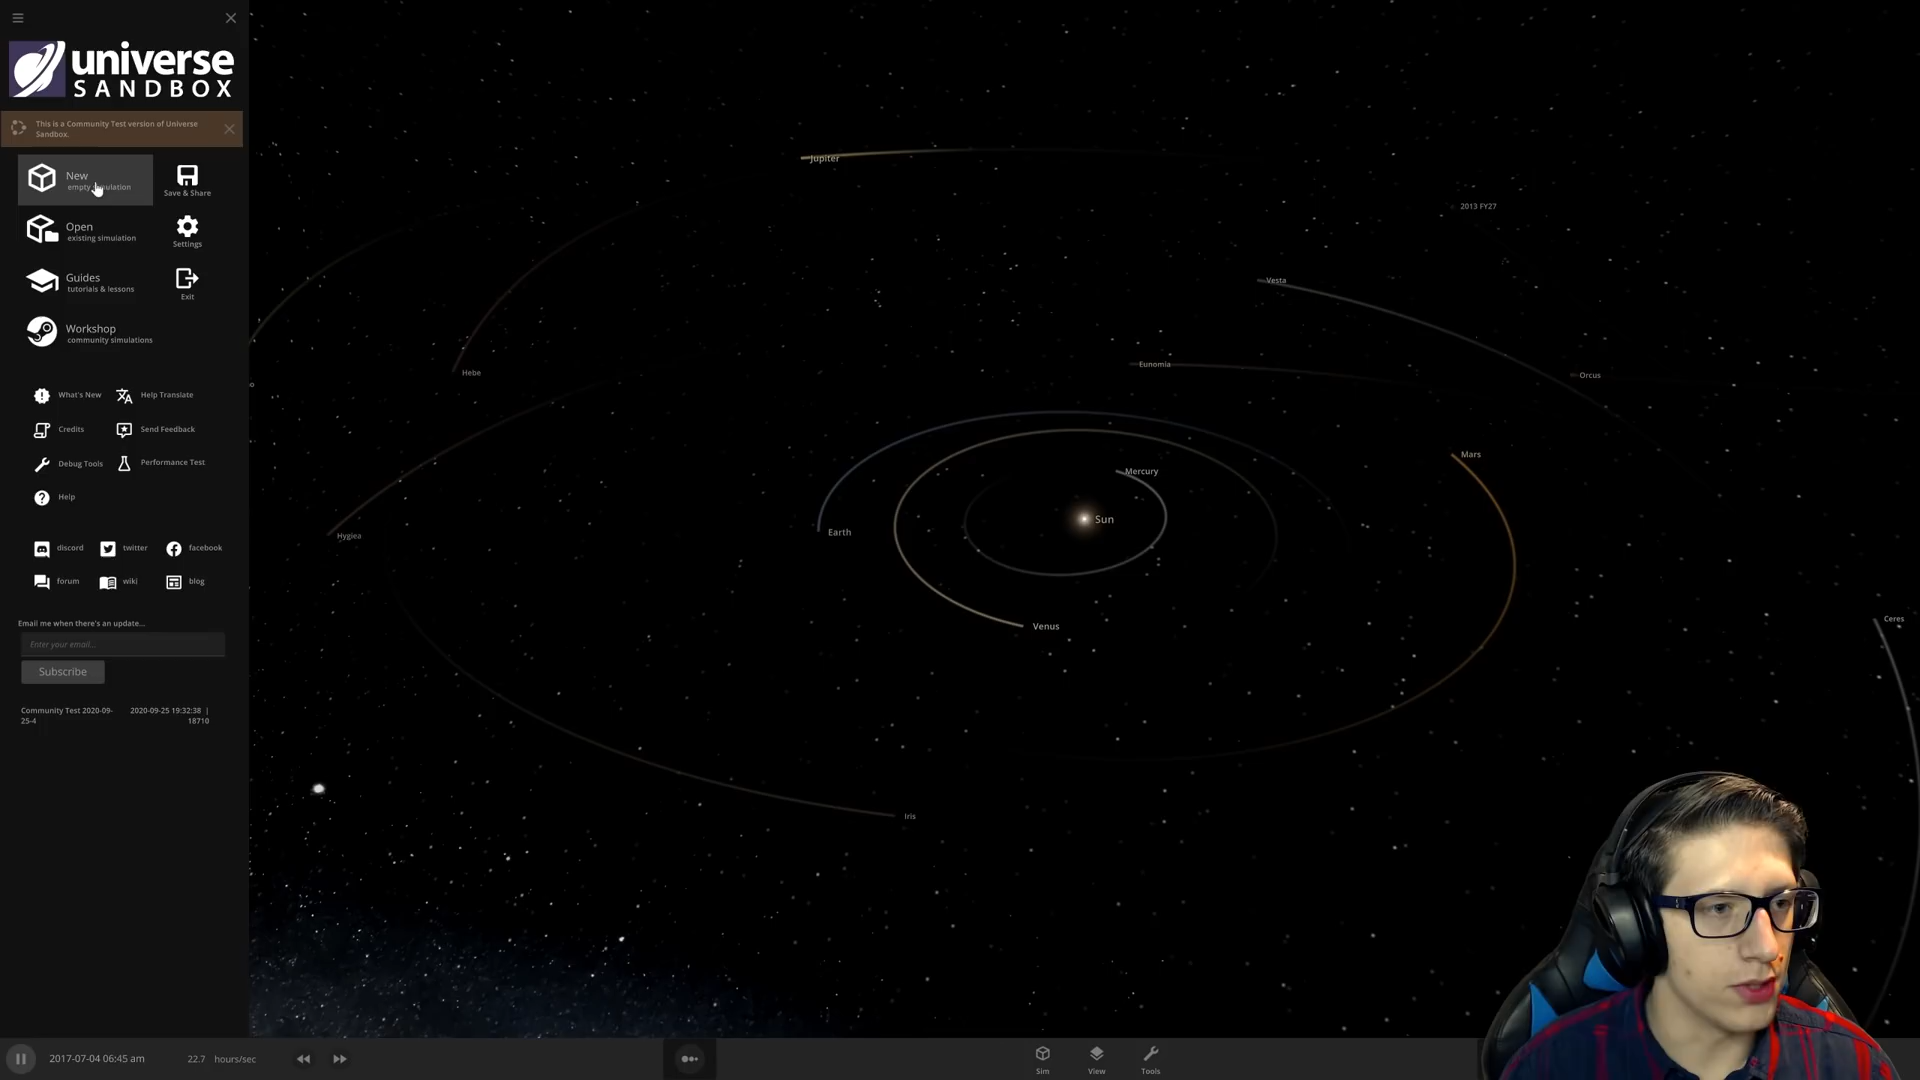 universe
SANDBOX
This is a Community Test version of Universe
Sandbox.
New
Save & Share
Open
existing simulation
Settings
Guides
tutorials & lessons
Exit
Workshop
community simulations
What's New
Help Translate
Credits
Send Feedback
Debug Tools
Performance Test
Help
discord
twitter
facebook
forum
wiki
blog
Email me when there's an update...
Enter your email...
Subscribe
Community Test 2020-09-
25-4
2020-09-25 19:32:38 |
18710
Jupiter
2013 FY27
Vesta
Hebe
Eunomia
Orcus
Mars
Mercury
Sun
Earth
Hygiea
Venus
Ceres
Iris
2017-07-04 06:45 am
22.7 hours/sec
Sim
View
Tools